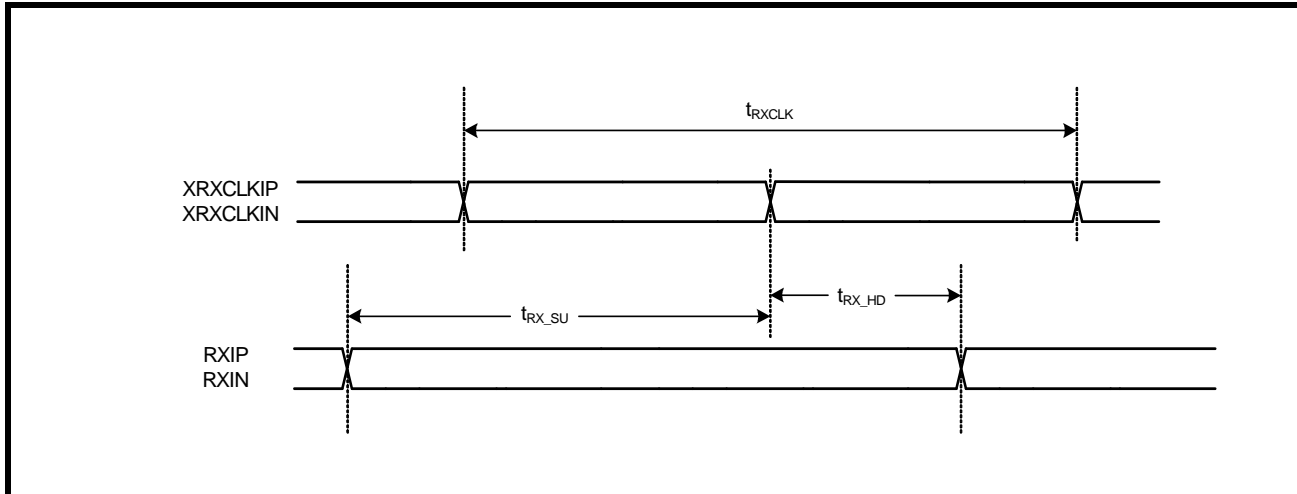 tRXCLK
XRXCLKIP
XRXCLKIN
tRX_HD
tRX_SU
RXIP
RXIN